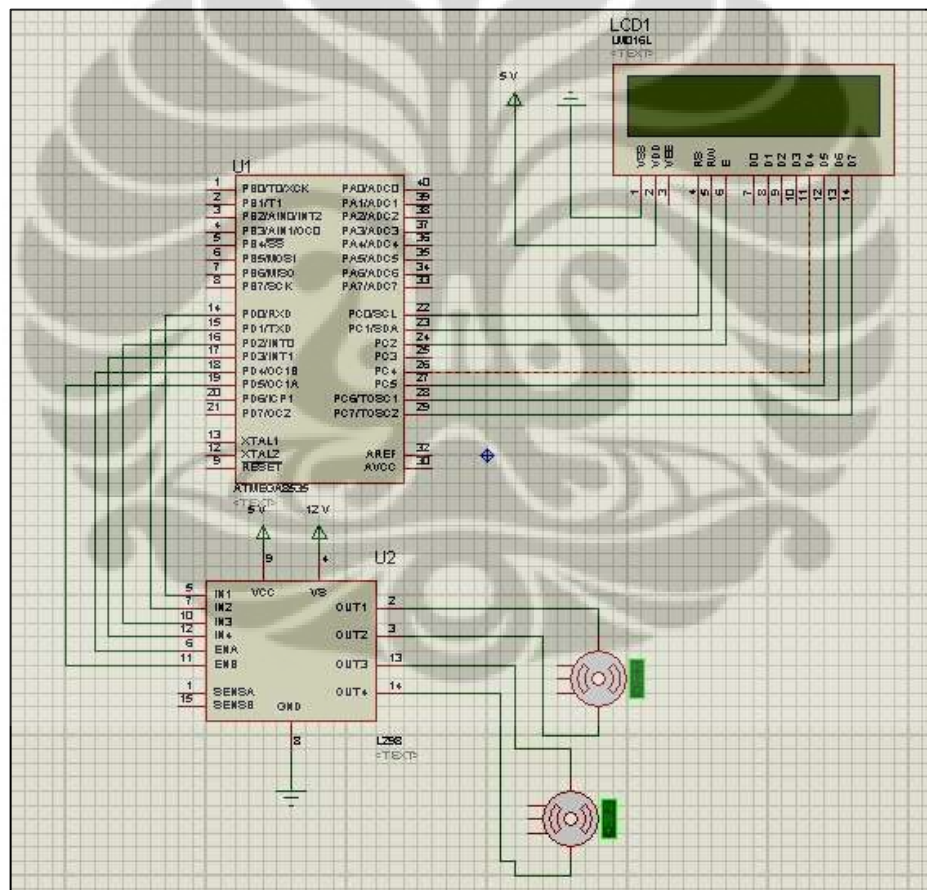 LCD1
LM016L
<TEXT>
5 V
VSS
VDD
VEE
RS
RW
E
D0
D1
D2
D3
D4
D5
D6
D7
1
2
3
4
5
6
7
8
9
10
11
12
13
14
U1
1 PB0/T0/XCK PA0/ADC0 40
2 PB1/T1 PA1/ADC1 39
3 PB2/AIN0/INT2 PA2/ADC2 38
4 PB3/AIN1/OC0 PA3/ADC3 37
5 PB4/SS PA4/ADC4 36
6 PB5/MOSI PA5/ADC5 35
7 PB6/MISO PA6/ADC6 34
8 PB7/SCK PA7/ADC7 33
14 PD0/RXD PC0/SCL 22
15 PD1/TXD PC1/SDA 23
16 PD2/INT0 PC2 24
17 PD3/INT1 PC3 25
18 PD4/OC1B PC4 26
19 PD5/OC1A PC5 27
20 PD6/ICP1 PC6/TOSC1 28
21 PD7/OC2 PC7/TOSC2 29
13 XTAL1
12 XTAL2 AREF 32
9 RESET AVCC 30
ATMEGA8535
<TEXT>
5 V 12 V
U2
9 4
VCC VS
5 IN1
7 IN2
10 IN3
12 IN4
6 ENA
11 ENB
1 SENSA
15 SENSB
GND
OUT1 2
OUT2 3
OUT3 13
OUT4 14
8
L298
<TEXT>